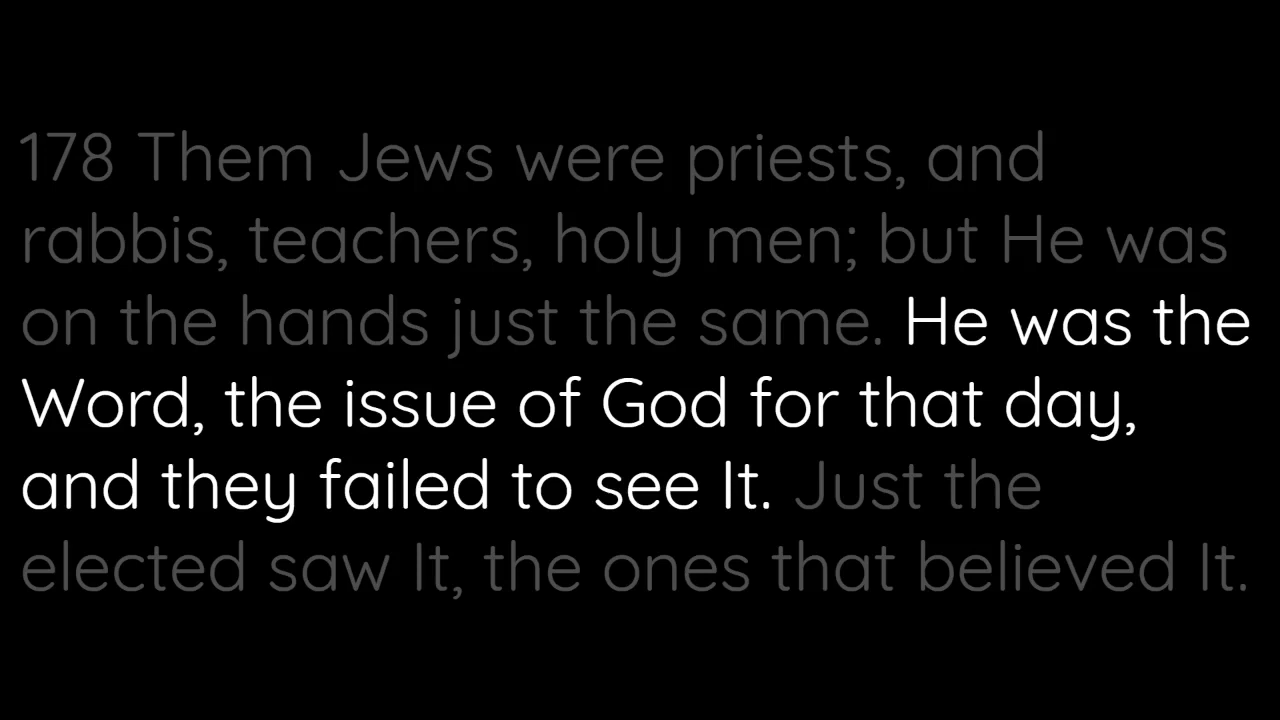 178 Them Jews were priests, and
rabbis, teachers, holy men; but He was
on the hands just the same. He was the
Word, the issue of God for that day,
and they failed to see It. Just the
elected saw It, the ones that believed It.